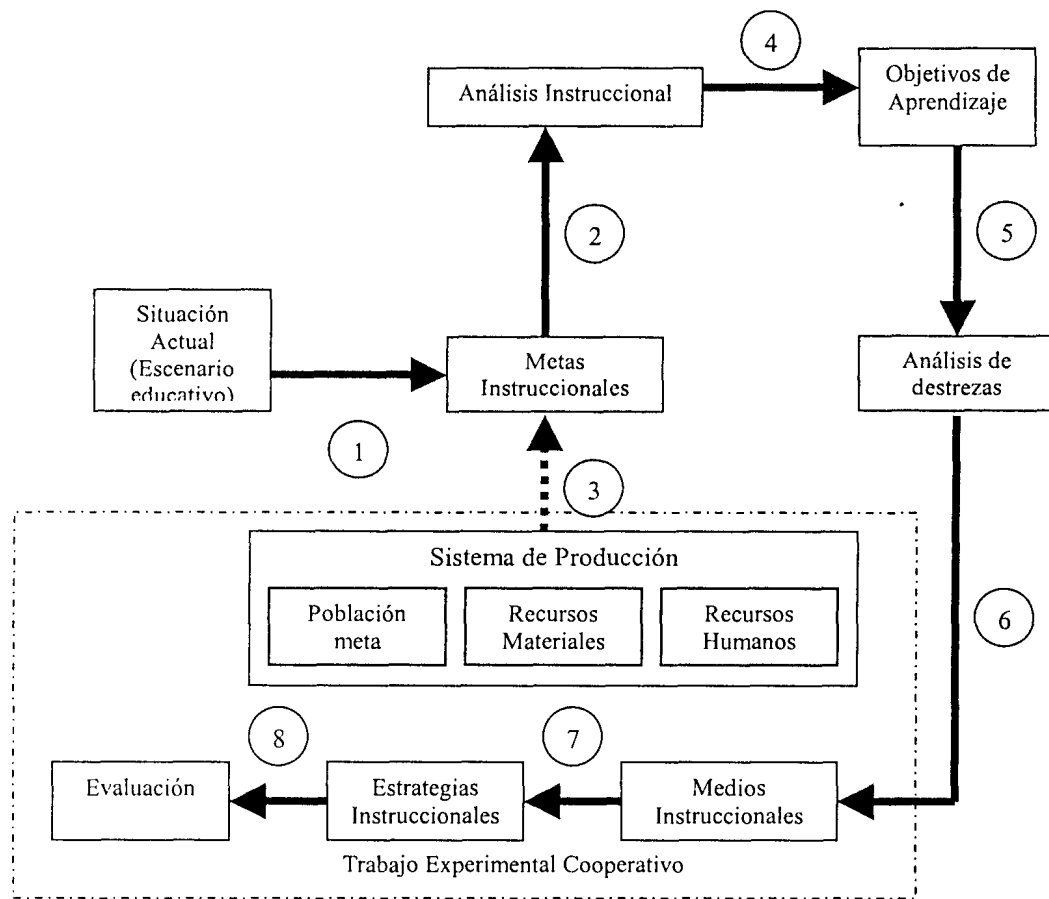 4
Análisis Instruccional
Objetivos de
Aprendizaje
2
5
Situación
Actual
(Escenario
educativo)
Metas
Instruccionales
Análisis de
destrezas
1
3
Sistema de Producción
Población
meta
Recursos
Materiales
Recursos
Humanos
6
8
7
Evaluación
Estrategias
Instruccionales
Medios
Instruccionales
Trabajo Experimental Cooperativo